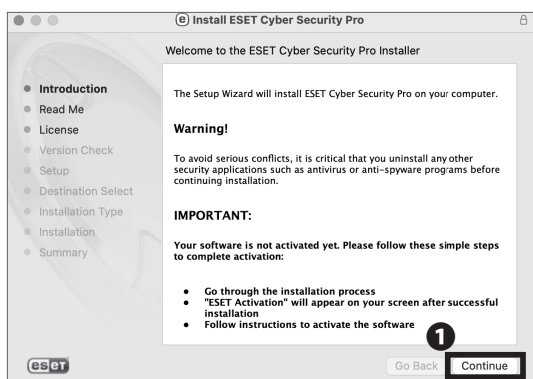 e Install ESET Cyber Security Pro
Welcome to the ESET Cyber Security Pro Installer
Introduction
Read Me
License
Version Check
Setup
Destination Select
Installation Type
Installation
Summary
The Setup Wizard will install ESET Cyber Security Pro on your computer.
Warning!
To avoid serious conflicts, it is critical that you uninstall any other
security applications such as antivirus or anti-spyware programs before
continuing installation.
IMPORTANT:
Your software is not activated yet. Please follow these simple steps
to complete activation:
• Go through the installation process
• "ESET Activation" will appear on your screen after successful
installation
• Follow instructions to activate the software
1
eset
Go Back Continue